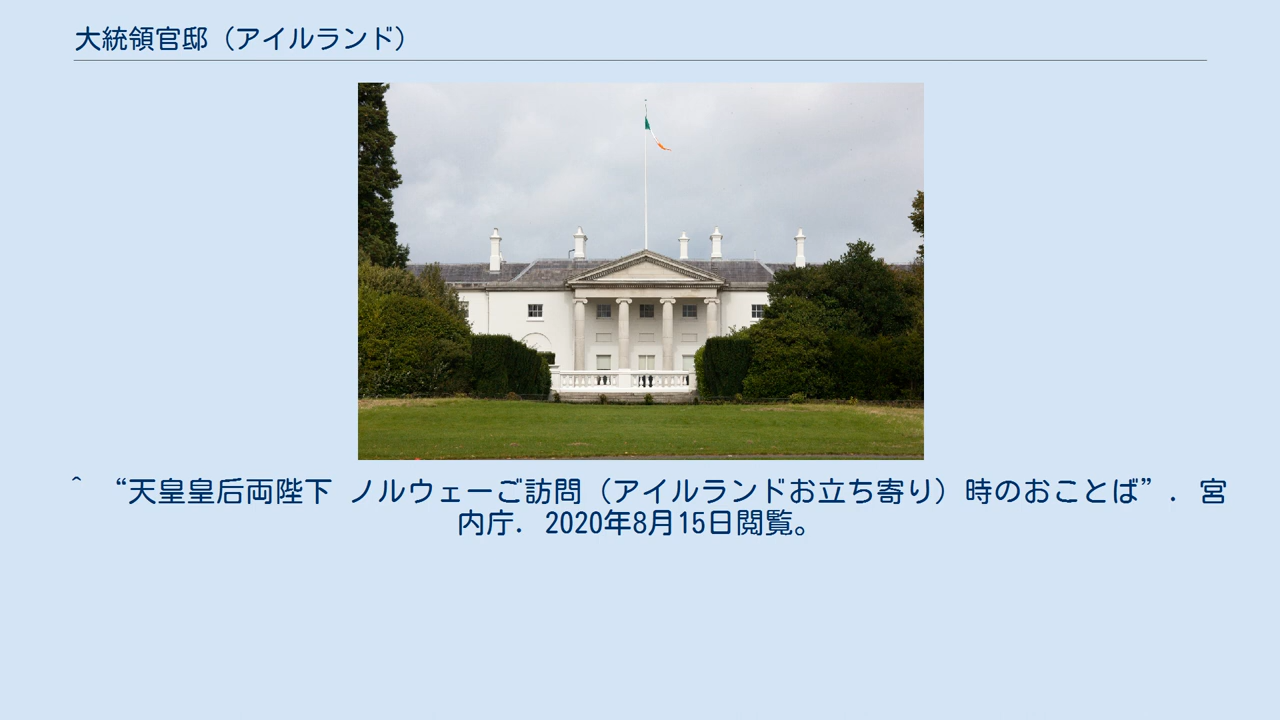 大統領官邸（アイルランド）
^ “天皇皇后両陛下 ノルウェーご訪問（アイルランドお立ち寄り）時のおことば”. 宮
内庁. 2020年8月15日閲覧。